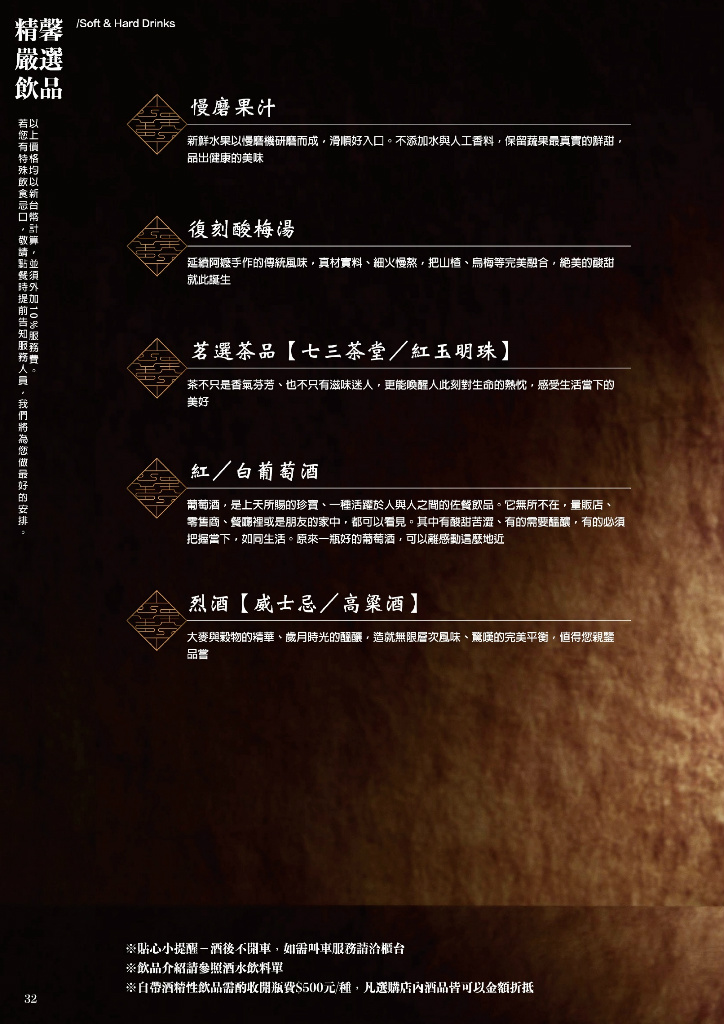 馨選品
精嚴飲
/Soft & Hard Drinks
以上價格均以新台幣計算，並須外加10%服務費。
若您有特殊飲食忌口，敬請點餐時提前告知服務人員，我們將為您做最好的安排。
慢磨果汁
新鮮水果以慢磨機研磨而成，滑順好入口。不添加水與人工香料，保留蔬果最真實的鮮甜，
品出健康的美味
復刻酸梅湯
延續阿嬤手作的傳統風味，真材實料、細火慢熬，把山楂、烏梅等完美融合，絕美的酸甜
就此誕生
茗選茶品【七三茶堂／紅玉明珠】
茶不只是香氣芬芳、也不只有滋味迷人，更能喚醒人此刻對生命的熱忱，感受生活當下的
美好
紅／白葡萄酒
葡萄酒，是上天所賜的珍寶、一種活躍於人與人之間的佐餐飲品。它無所不在，量販店、
零售商、餐廳裡或是朋友的家中，都可以看見。其中有酸甜苦澀、有的需要醞釀，有的必須
把握當下，如同生活。原來一瓶好的葡萄酒，可以離感動這麼地近
烈酒【威士忌／高粱酒】
大麥與穀物的精華、歲月時光的醞釀，造就無限層次風味、驚嘆的完美平衡，值得您親鑒
品嘗
※貼心小提醒－酒後不開車，如需叫車服務請洽櫃台
※飲品介紹請參照酒水飲料單
※自帶酒精性飲品需酌收開瓶費$500元/種，凡選購店內酒品皆可以金額折抵
32